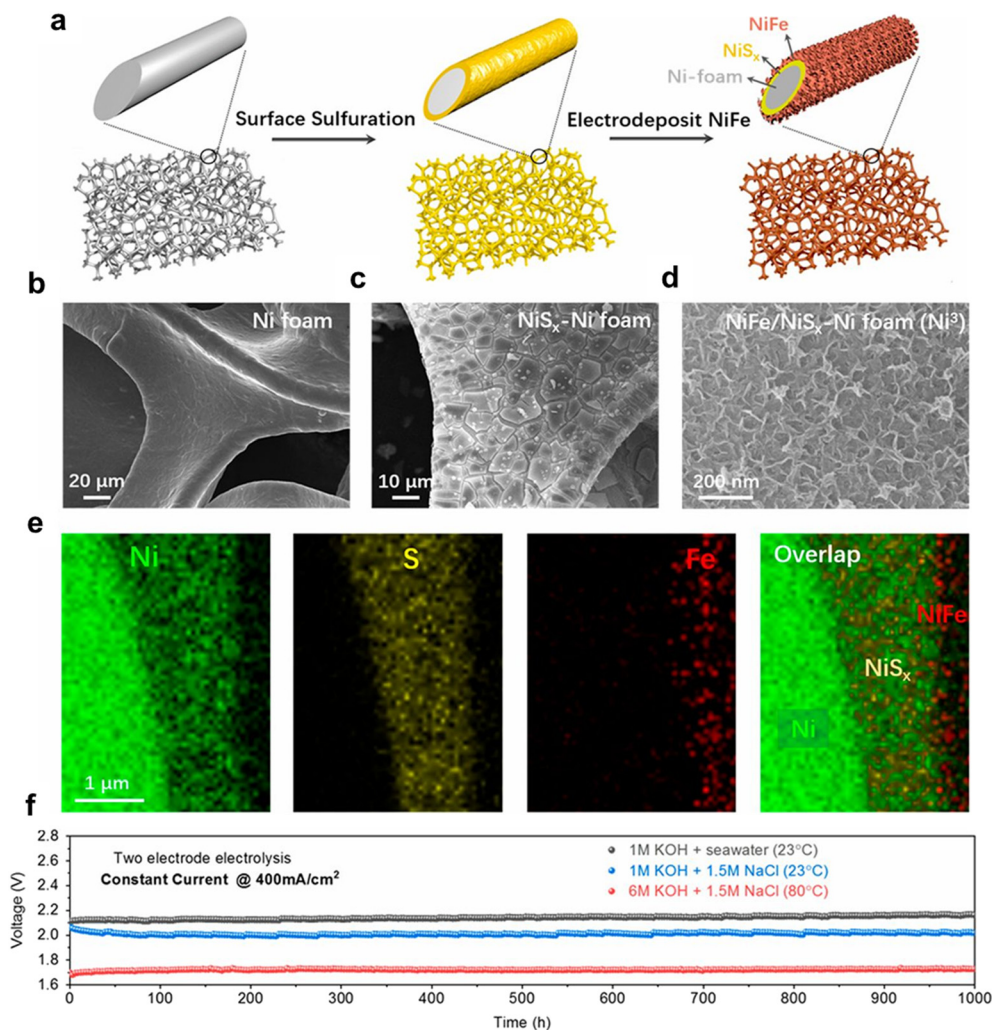 a
NiFe
NiSₓ
Ni-foam
Surface Sulfuration
Electrodeposit NiFe
b
Ni foam
20 μm
c
NiSₓ-Ni foam
10 μm
d
NiFe/NiSₓ-Ni foam (Ni³)
200 nm
e
Ni
1 μm
S
Fe
Overlap
NiFe
NiSₓ
Ni
f
Voltage (V)
2.8
2.6
2.4
2.2
2.0
1.8
1.6
Two electrode electrolysis
Constant Current @ 400mA/cm²
1M KOH + seawater (23°C)
1M KOH + 1.5M NaCl (23°C)
6M KOH + 1.5M NaCl (80°C)
0 100 200 300 400 500 600 700 800 900 1000
Time (h)